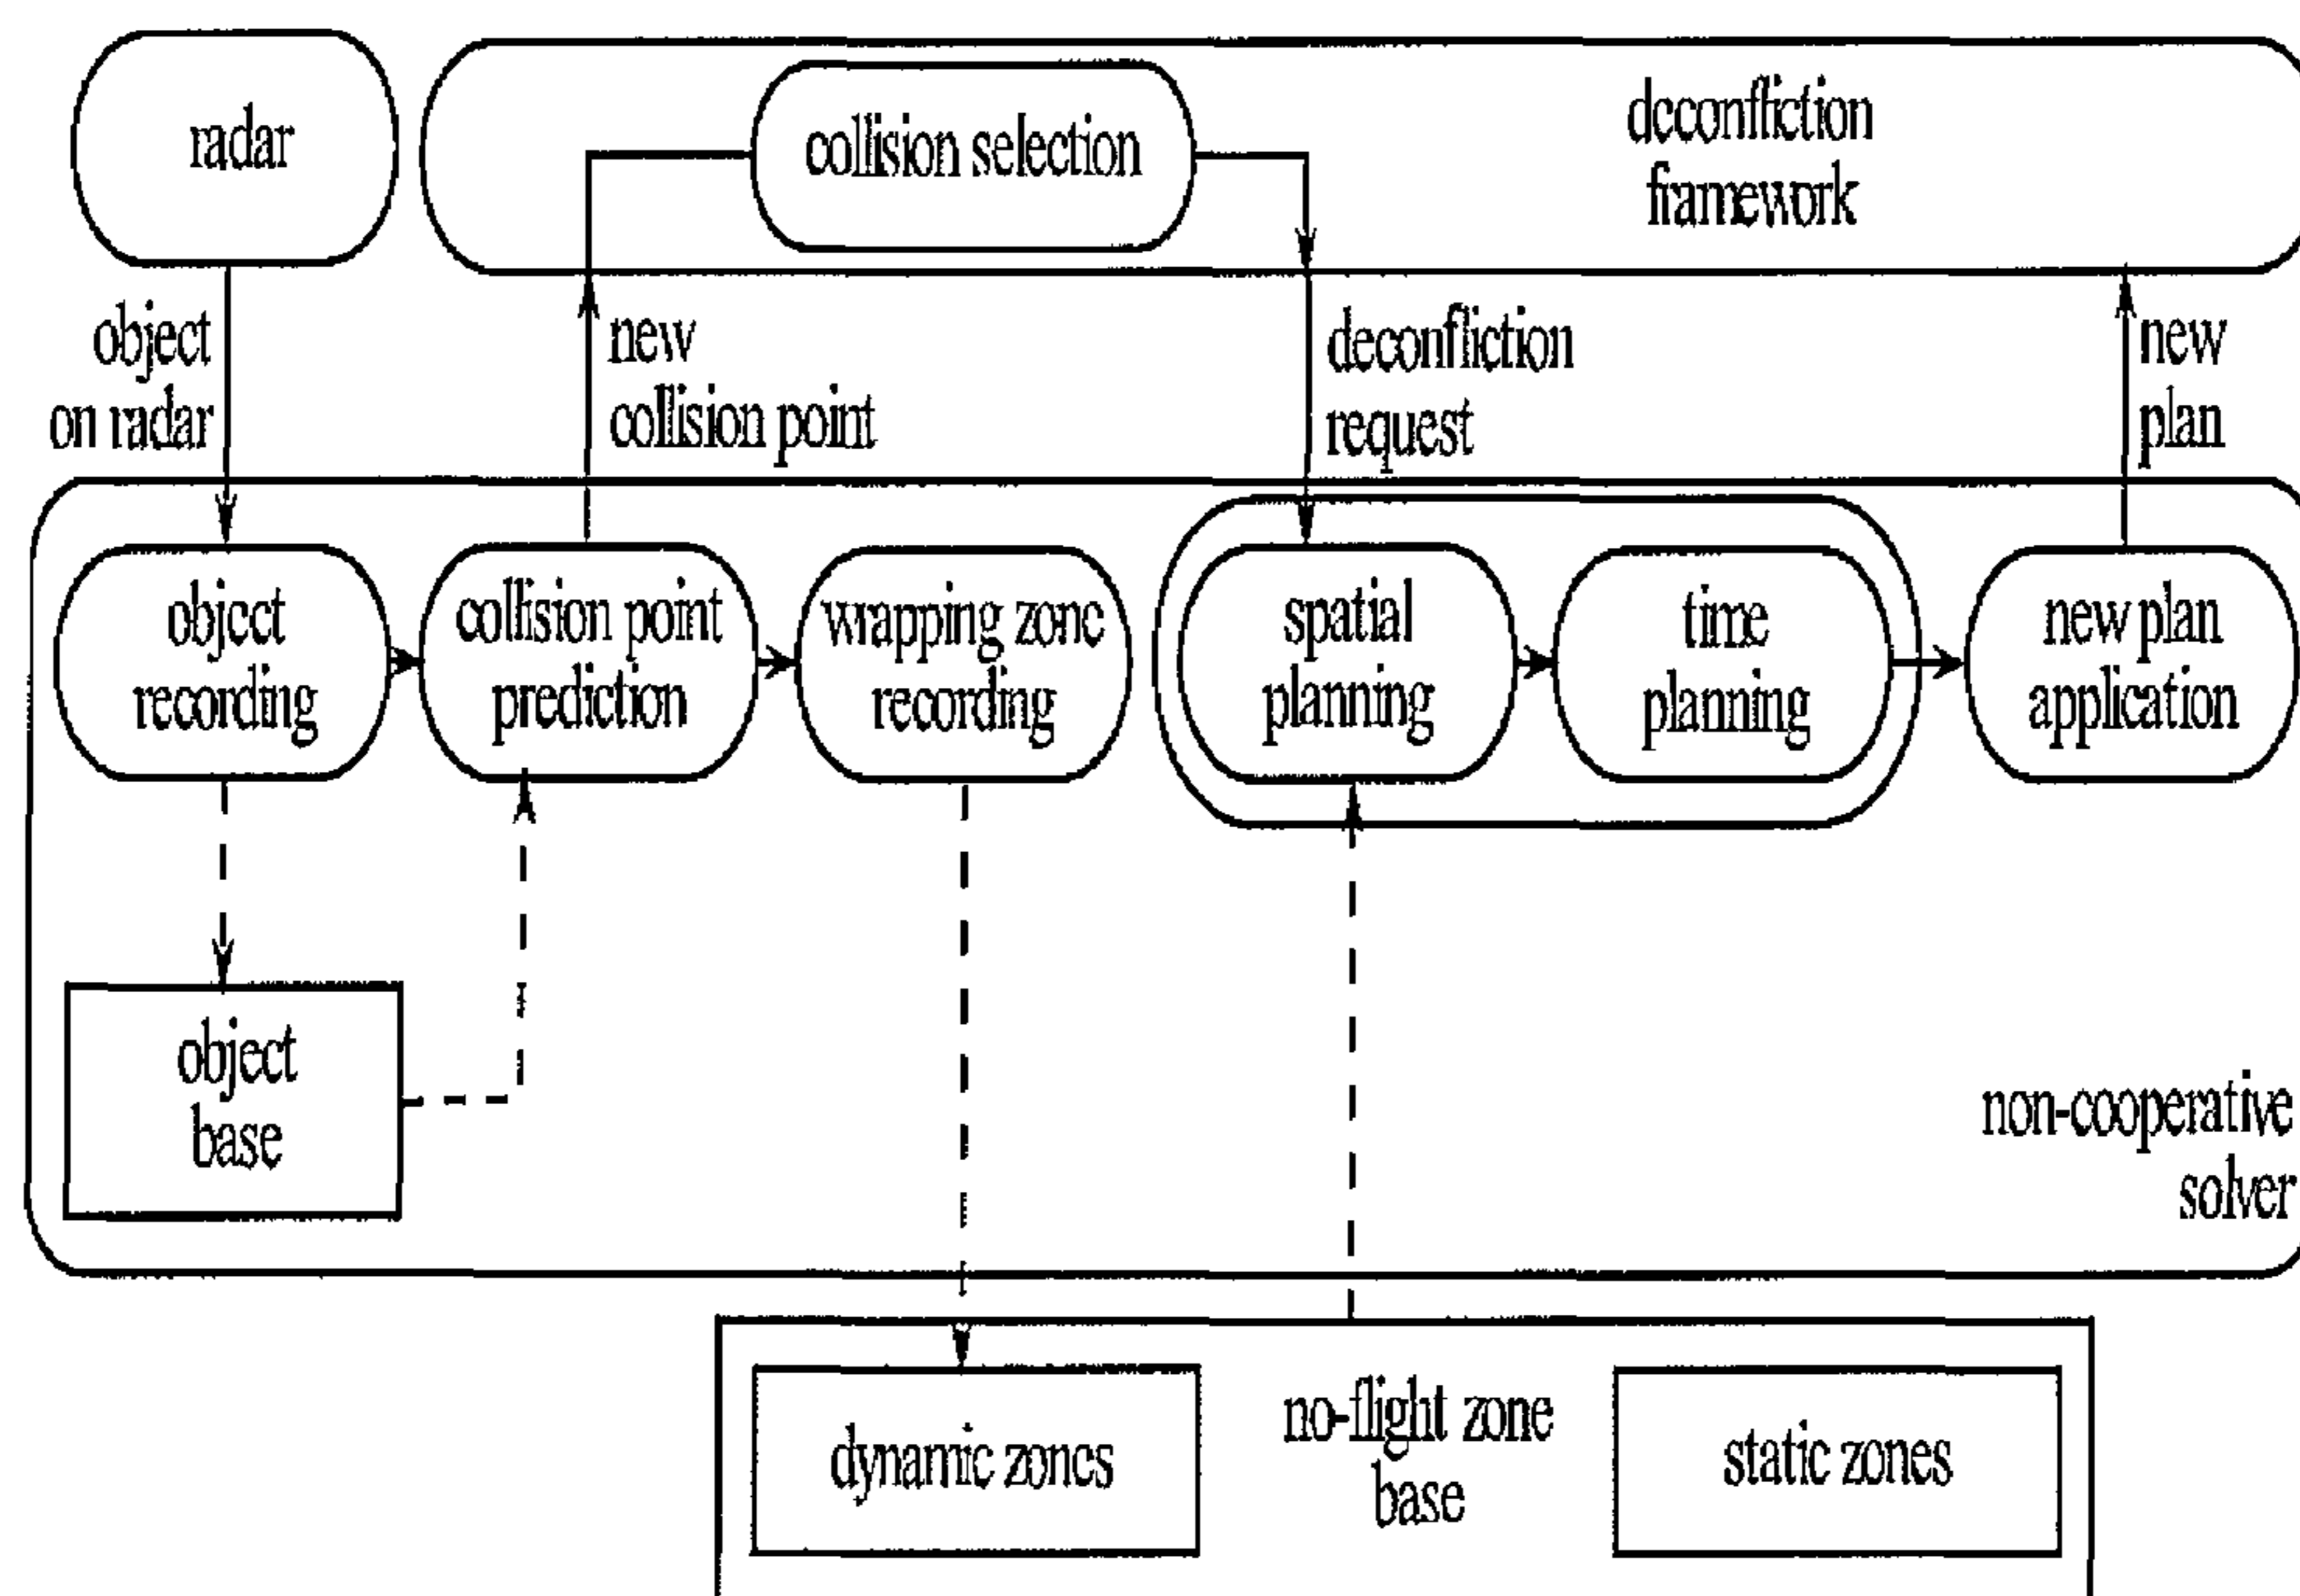 radar
collision selection
deconfliction
framework
object
on radar
new
collision point
deconfliction
request
new
plan
object
recording
collision point
prediction
wrapping zone
recording
spatial
planning
time
planning
new plan
application
object
base
non-cooperative
solver
dynamic zones
no-flight zone
base
static zones